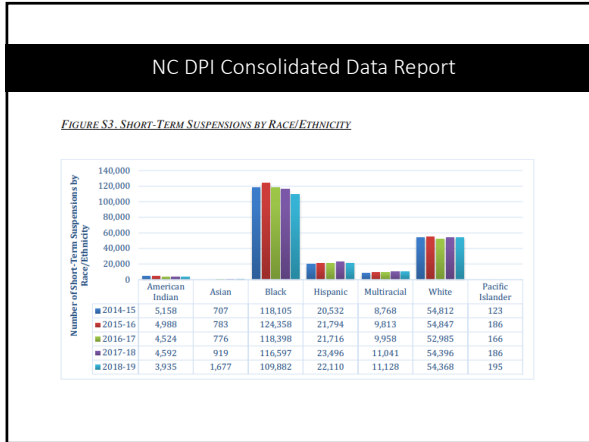 NC DPI Consolidated Data Report
FIGURE S3. SHORT-TERM SUSPENSIONS BY RACE/ETHNICITY
Number of Short-Term Suspensions by
Race/Ethnicity
140,000
120,000
100,000
80,000
60,000
40,000
20,000
0
American Indian Asian Black Hispanic Multiracial White Pacific Islander
2014-15 5,158 707 118,105 20,532 8,768 54,812 123
2015-16 4,988 783 124,358 21,794 9,813 54,847 186
2016-17 4,524 776 118,398 21,716 9,958 52,985 166
2017-18 4,592 919 116,597 23,496 11,041 54,396 186
2018-19 3,935 1,677 109,882 22,110 11,128 54,368 195